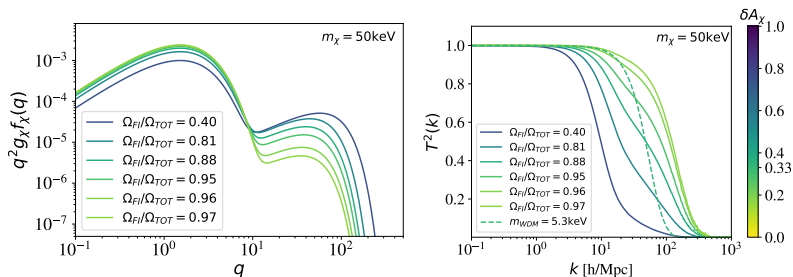 m_χ = 50keV
10⁻³
10⁻⁴
10⁻⁵
10⁻⁶
10⁻⁷
q²g_χf_χ(q)
Ω_FI/Ω_TOT = 0.40
Ω_FI/Ω_TOT = 0.81
Ω_FI/Ω_TOT = 0.88
Ω_FI/Ω_TOT = 0.95
Ω_FI/Ω_TOT = 0.96
Ω_FI/Ω_TOT = 0.97
10⁻¹ 10⁰ 10¹ 10²
q
m_χ = 50keV
1.0
0.8
0.6
0.4
0.2
T²(k)
Ω_FI/Ω_TOT = 0.40
Ω_FI/Ω_TOT = 0.81
Ω_FI/Ω_TOT = 0.88
Ω_FI/Ω_TOT = 0.95
Ω_FI/Ω_TOT = 0.96
Ω_FI/Ω_TOT = 0.97
m_WDM = 5.3keV
10⁻¹ 10⁰ 10¹ 10² 10³
k [h/Mpc]
δA_χ
1.0
0.8
0.6
0.4
0.33
0.2
0.0